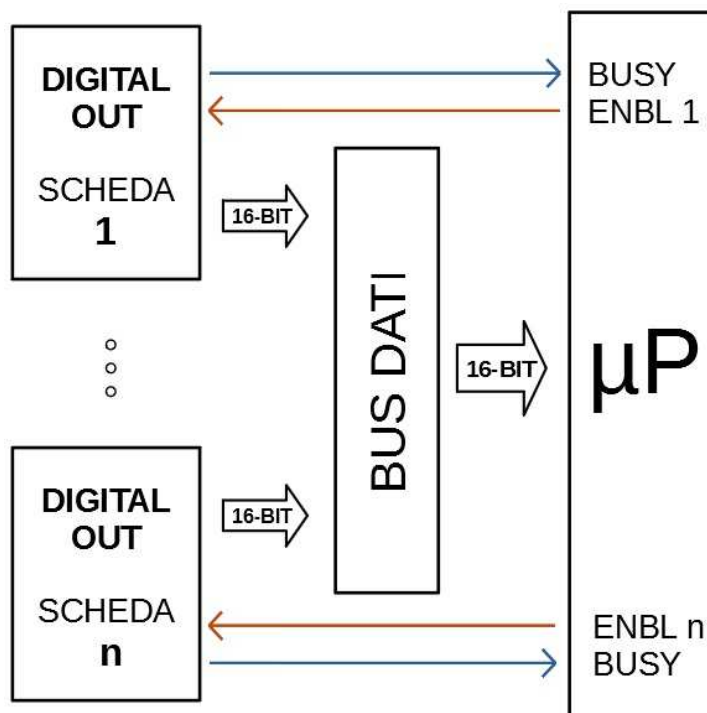 DIGITAL
OUT
SCHEDA
1
BUSY
ENBL 1
16-BIT
BUS DATI
16-BIT
µP
DIGITAL
OUT
SCHEDA
n
16-BIT
ENBL n
BUSY